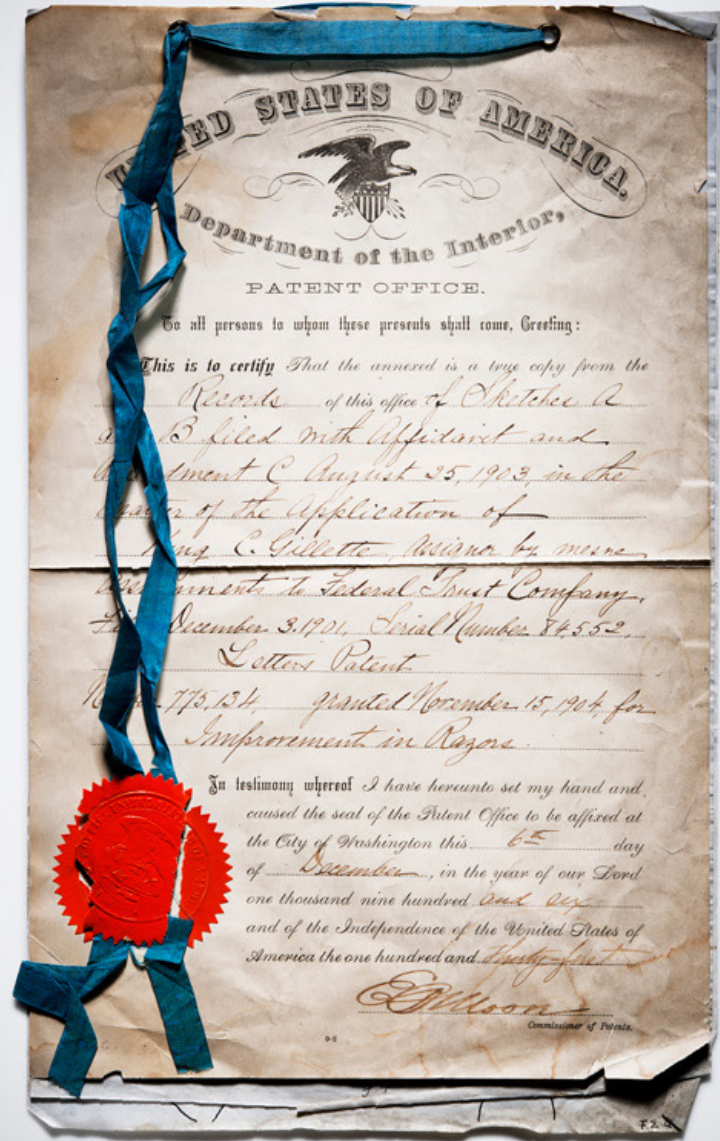 UNITED STATES OF AMERICA.
Department of the Interior,
PATENT OFFICE.
To all persons to whom these presents shall come, Greeting:
This is to certify That the annexed is a true copy from the
Records of this office of Sketches A
B filed with Affidavit and
Amendment C August 25, 1903, in the
matter of the Application of
King C. Gillette, assignor by mesne
assignments to Federal Trust Company,
December 3, 1901, Serial Number 84,552,
Letters Patent
775,134, granted November 15, 1904, for
Improvement in Razors.
In testimony whereof I have hereunto set my hand and
caused the seal of the Patent Office to be affixed at
the City of Washington this 6th day
of December, in the year of our Lord
one thousand nine hundred and six
and of the Independence of the United States of
America the one hundred and thirty-first
Commissioner of Patents.